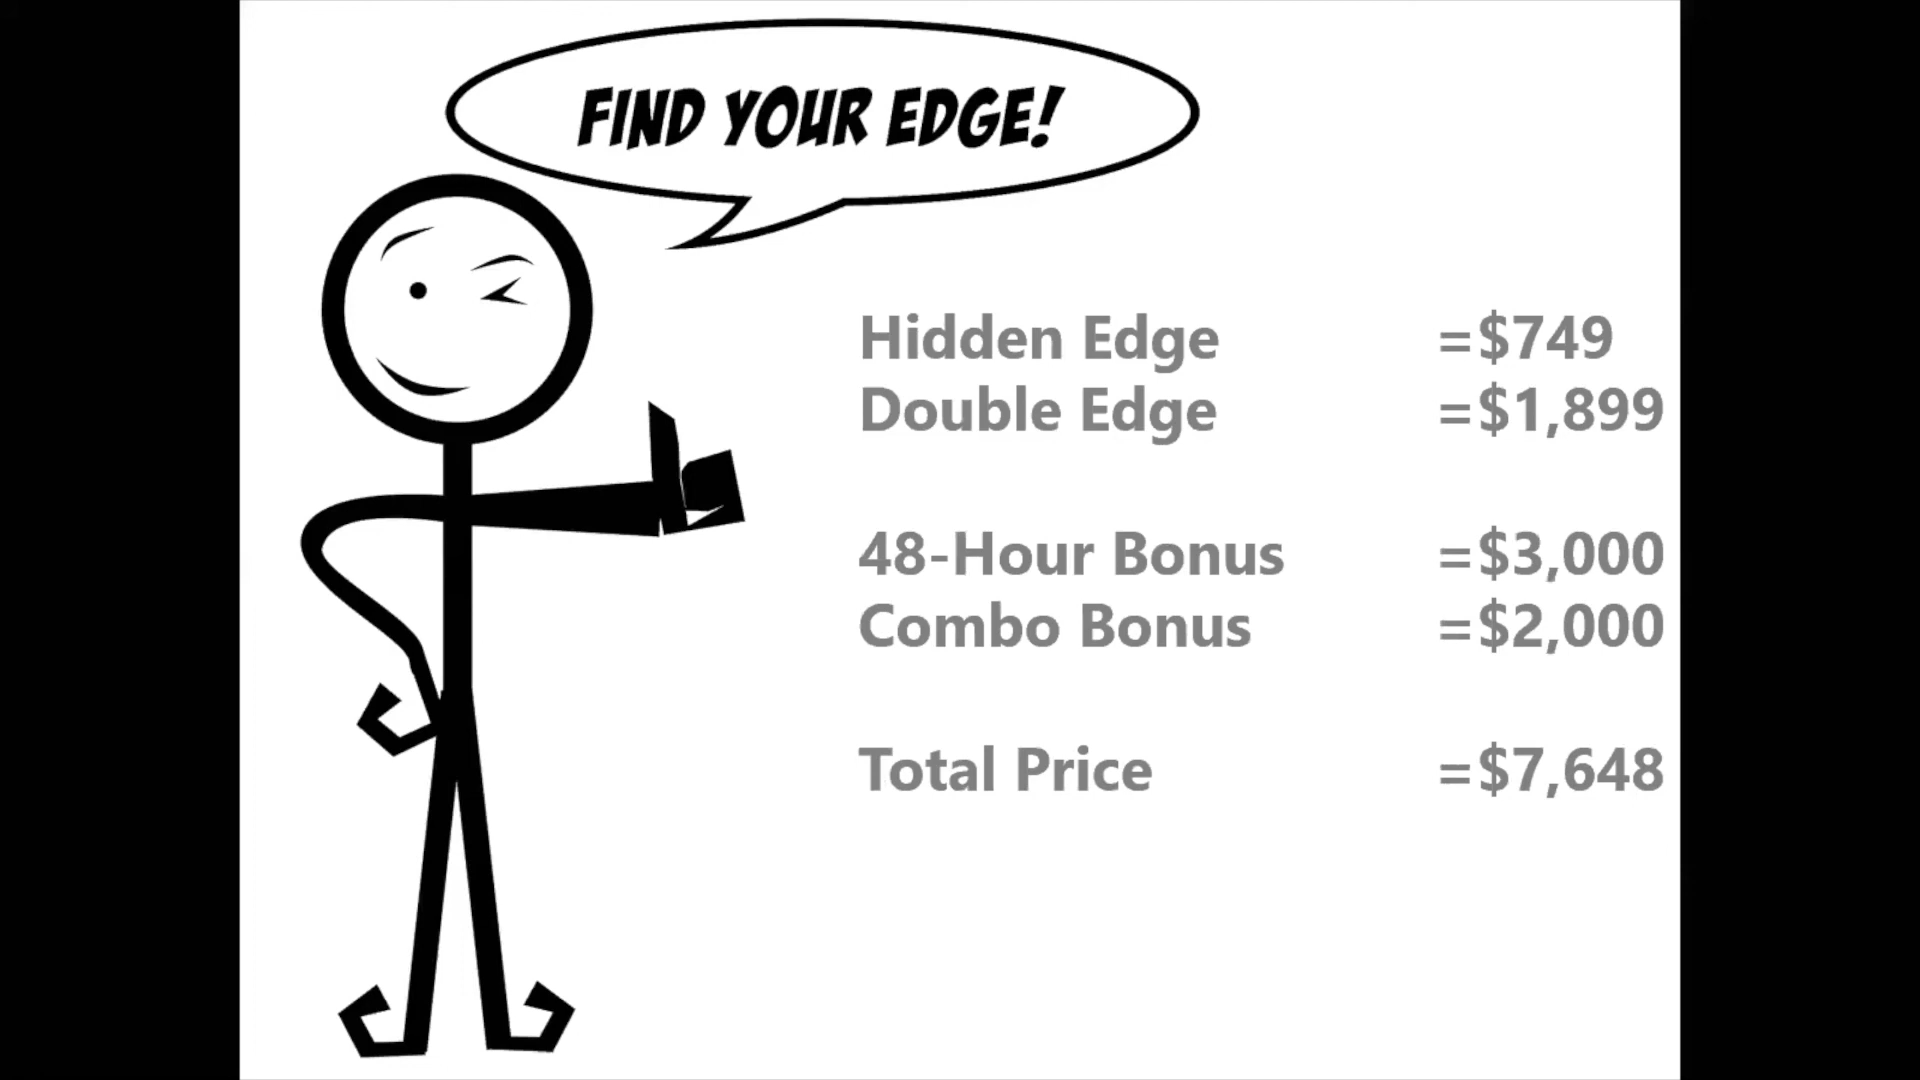 FIND YOUR EDGE!
Hidden Edge =$749
Double Edge =$1,899
48-Hour Bonus =$3,000
Combo Bonus =$2,000
Total Price =$7,648